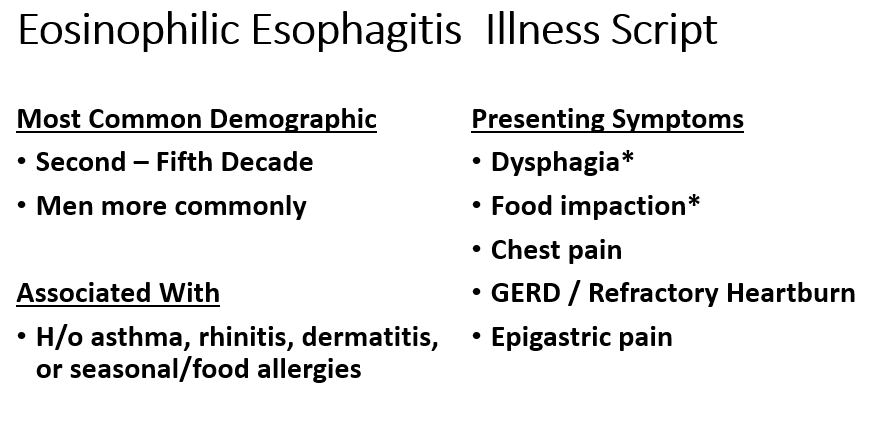 Eosinophilic Esophagitis Illness Script
Most Common Demographic
• Second – Fifth Decade
• Men more commonly
Associated With
• H/o asthma, rhinitis, dermatitis,
or seasonal/food allergies
Presenting Symptoms
• Dysphagia*
• Food impaction*
• Chest pain
• GERD / Refractory Heartburn
• Epigastric pain